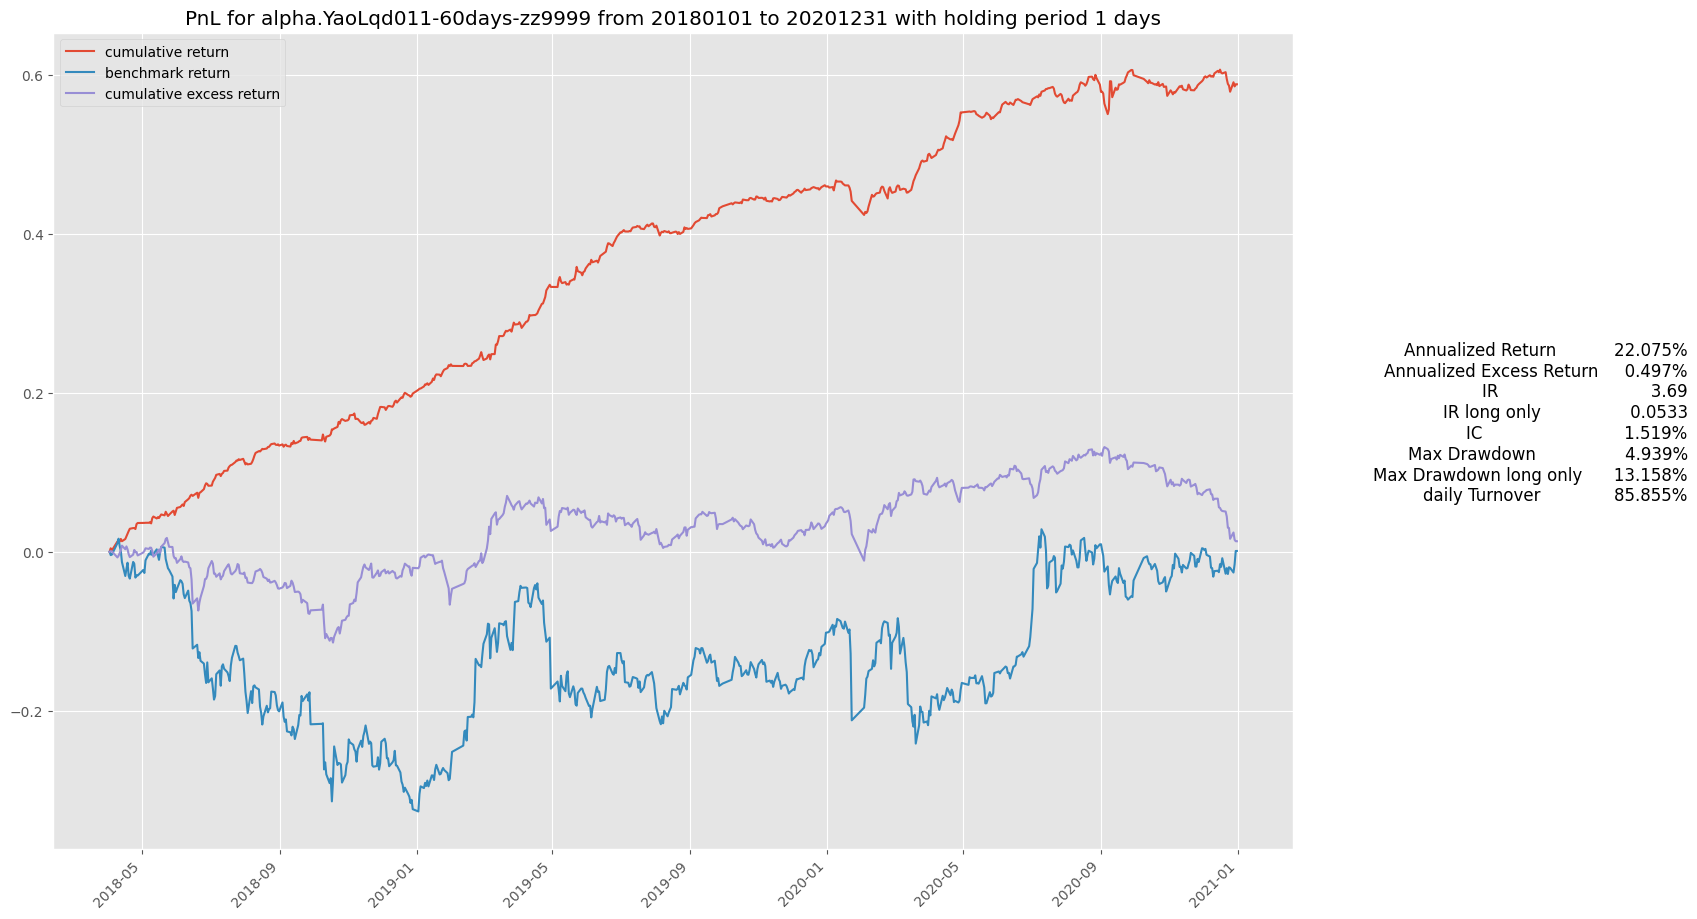 PnL for alpha.YaoLqd011-60days-zz9999 from 20180101 to 20201231 with holding period 1 days
cumulative return
benchmark return
cumulative excess return
0.6
0.4
0.2
0.0
−0.2
2018-05
2018-09
2019-01
2019-05
2019-09
2020-01
2020-05
2020-09
2021-01
Annualized Return 22.075%
Annualized Excess Return 0.497%
IR 3.69
IR long only 0.0533
IC 1.519%
Max Drawdown 4.939%
Max Drawdown long only 13.158%
daily Turnover 85.855%